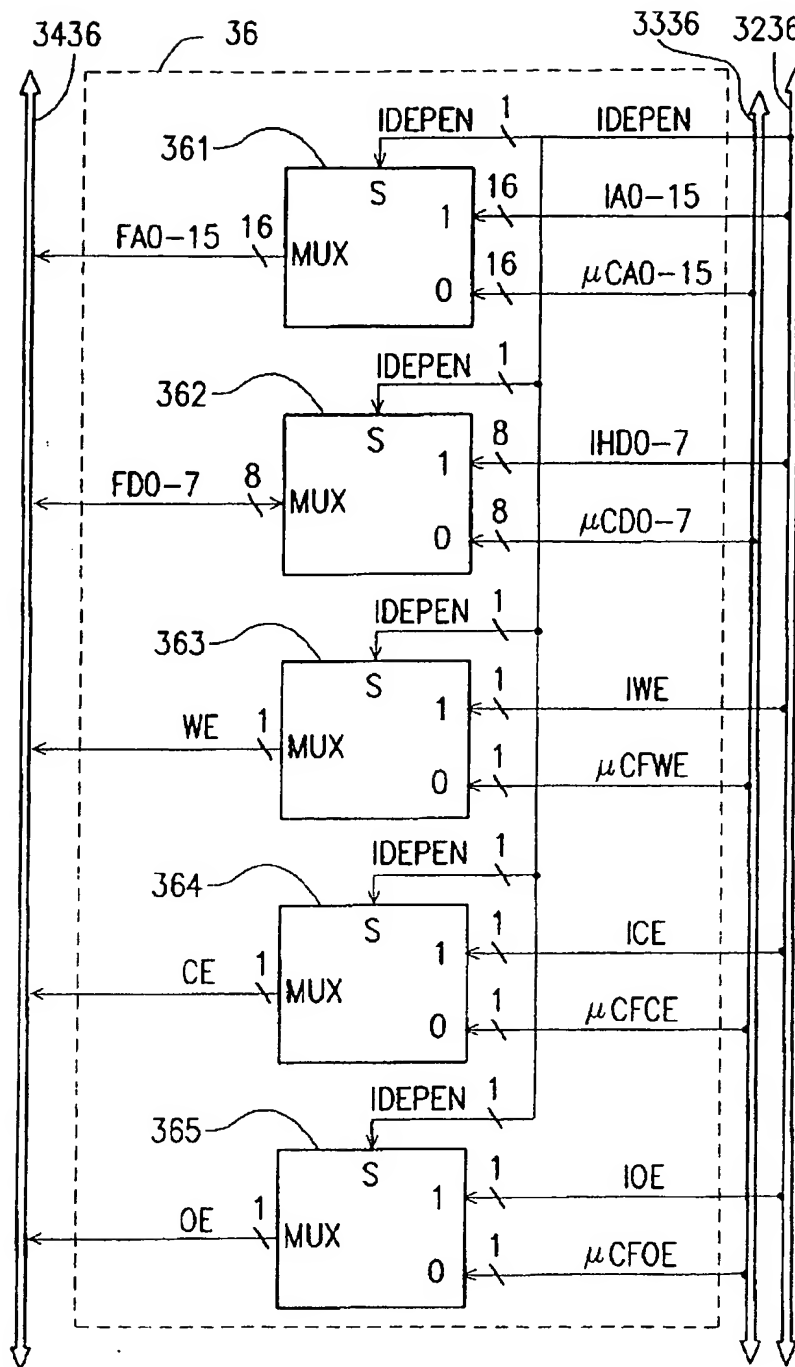 3436
36
3336
3236
361
IDEPEN
1
IDEPEN
S
1
16
IA0-15
FA0-15
16
MUX
0
16
μCA0-15
362
IDEPEN
1
S
1
8
IHD0-7
FD0-7
8
MUX
0
8
μCD0-7
363
IDEPEN
1
S
1
1
IWE
WE
1
MUX
0
1
μCFWE
364
IDEPEN
1
S
1
1
ICE
CE
1
MUX
0
1
μCFCE
365
IDEPEN
1
S
1
1
IOE
OE
1
MUX
0
1
μCFOE